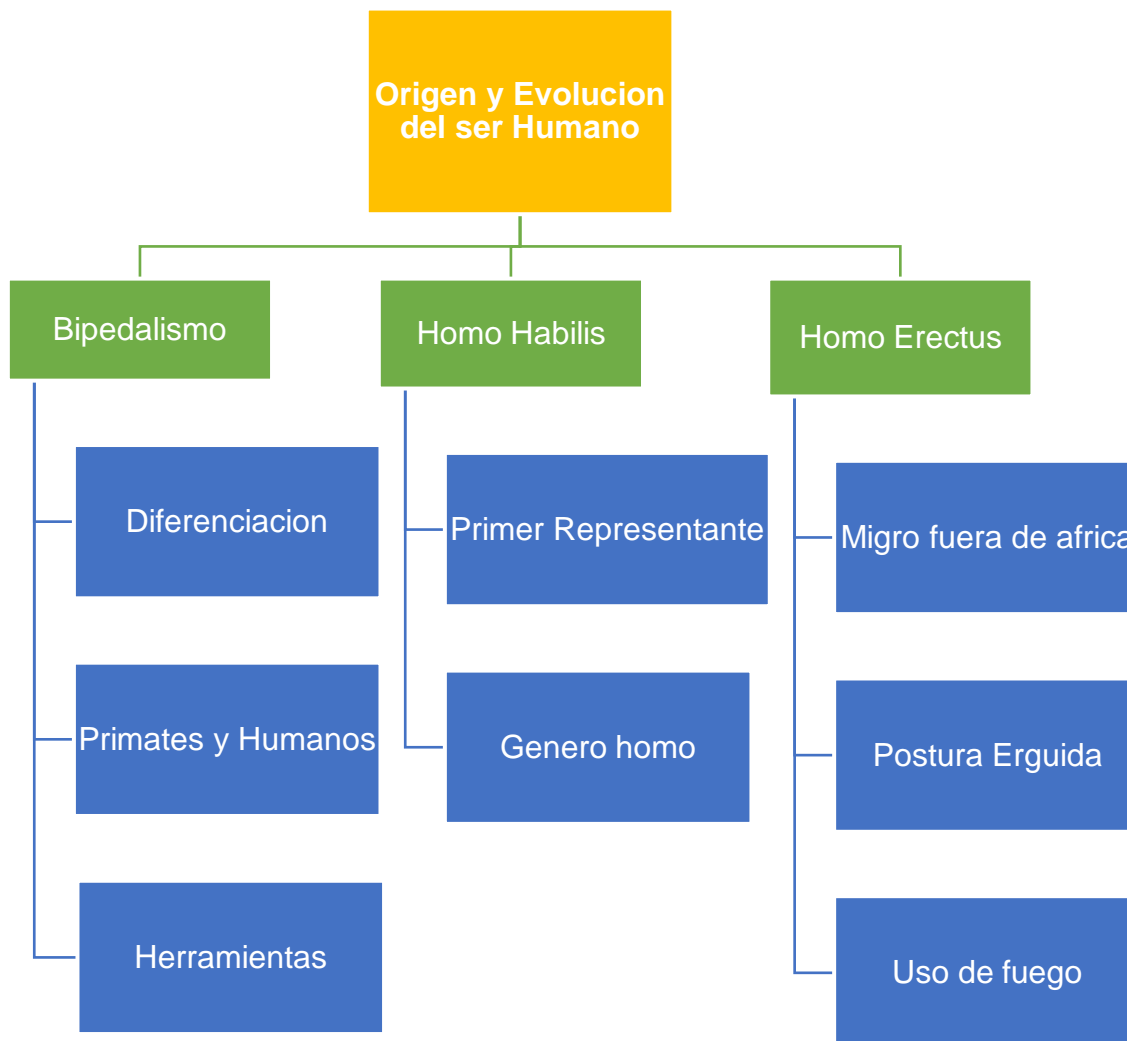 Origen y Evolucion
del ser Humano
Bipedalismo
Diferenciacion
Primates y Humanos
Herramientas
Homo Habilis
Primer Representante
Genero homo
Homo Erectus
Migro fuera de africa
Postura Erguida
Uso de fuego